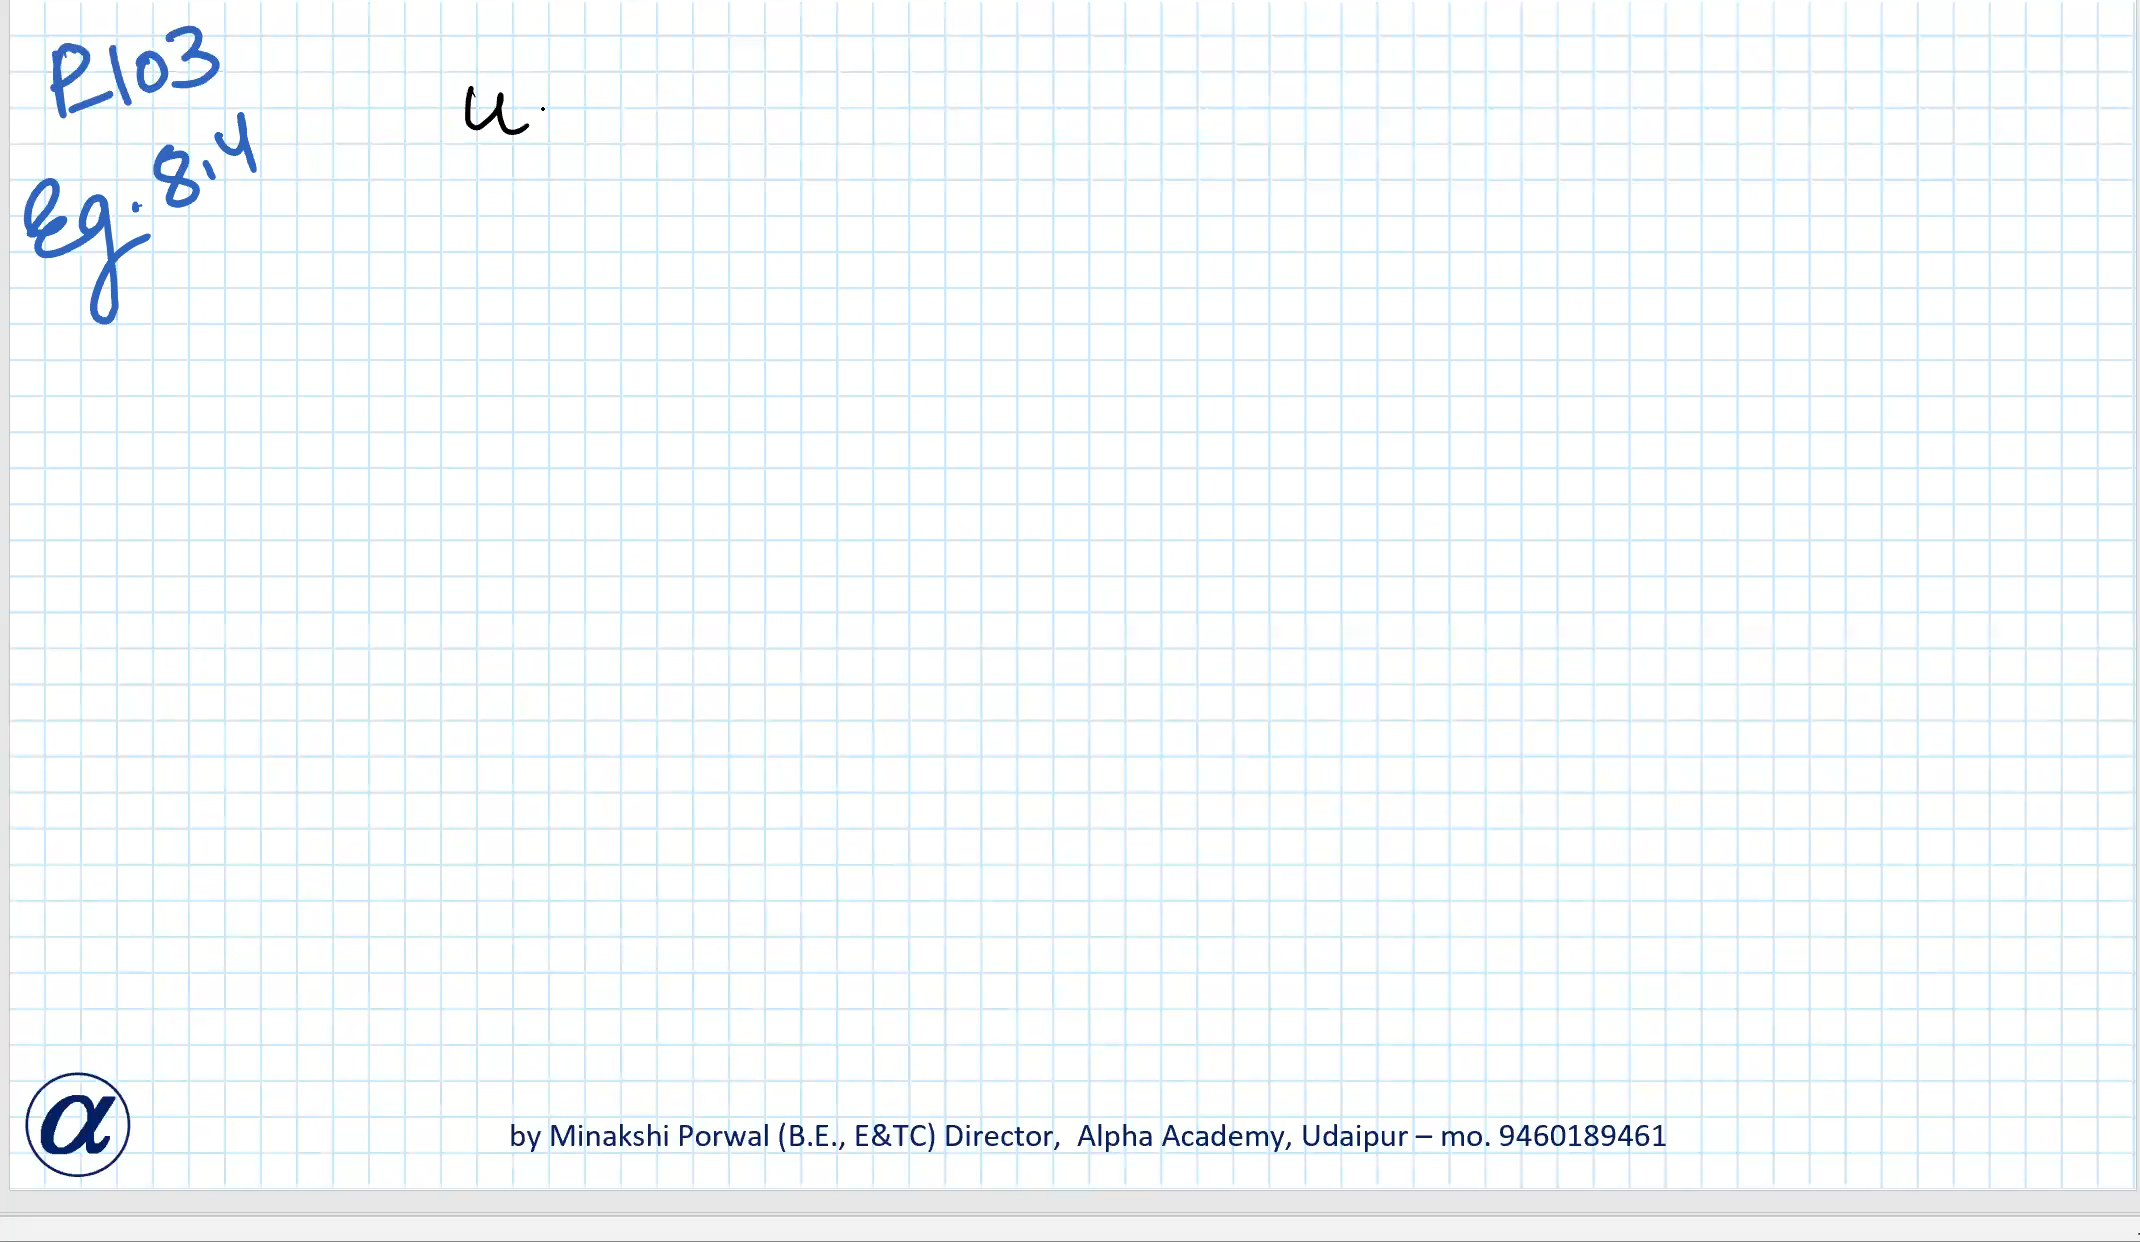 P103
Eg. 8.4
u
α
by Minakshi Porwal (B.E., E&TC) Director, Alpha Academy, Udaipur – mo. 9460189461